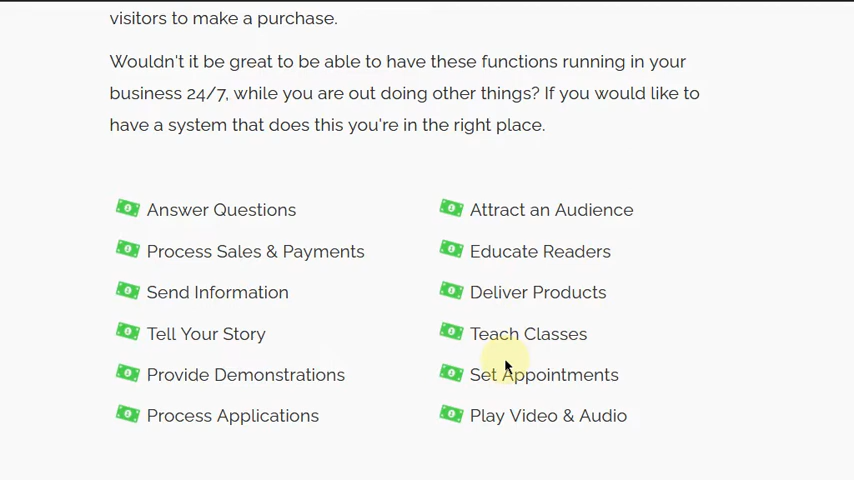 visitors to make a purchase.
Wouldn't it be great to be able to have these functions running in your
business 24/7, while you are out doing other things? If you would like to
have a system that does this you're in the right place.
Answer Questions
Process Sales & Payments
Send Information
Tell Your Story
Provide Demonstrations
Process Applications
Attract an Audience
Educate Readers
Deliver Products
Teach Classes
Set Appointments
Play Video & Audio